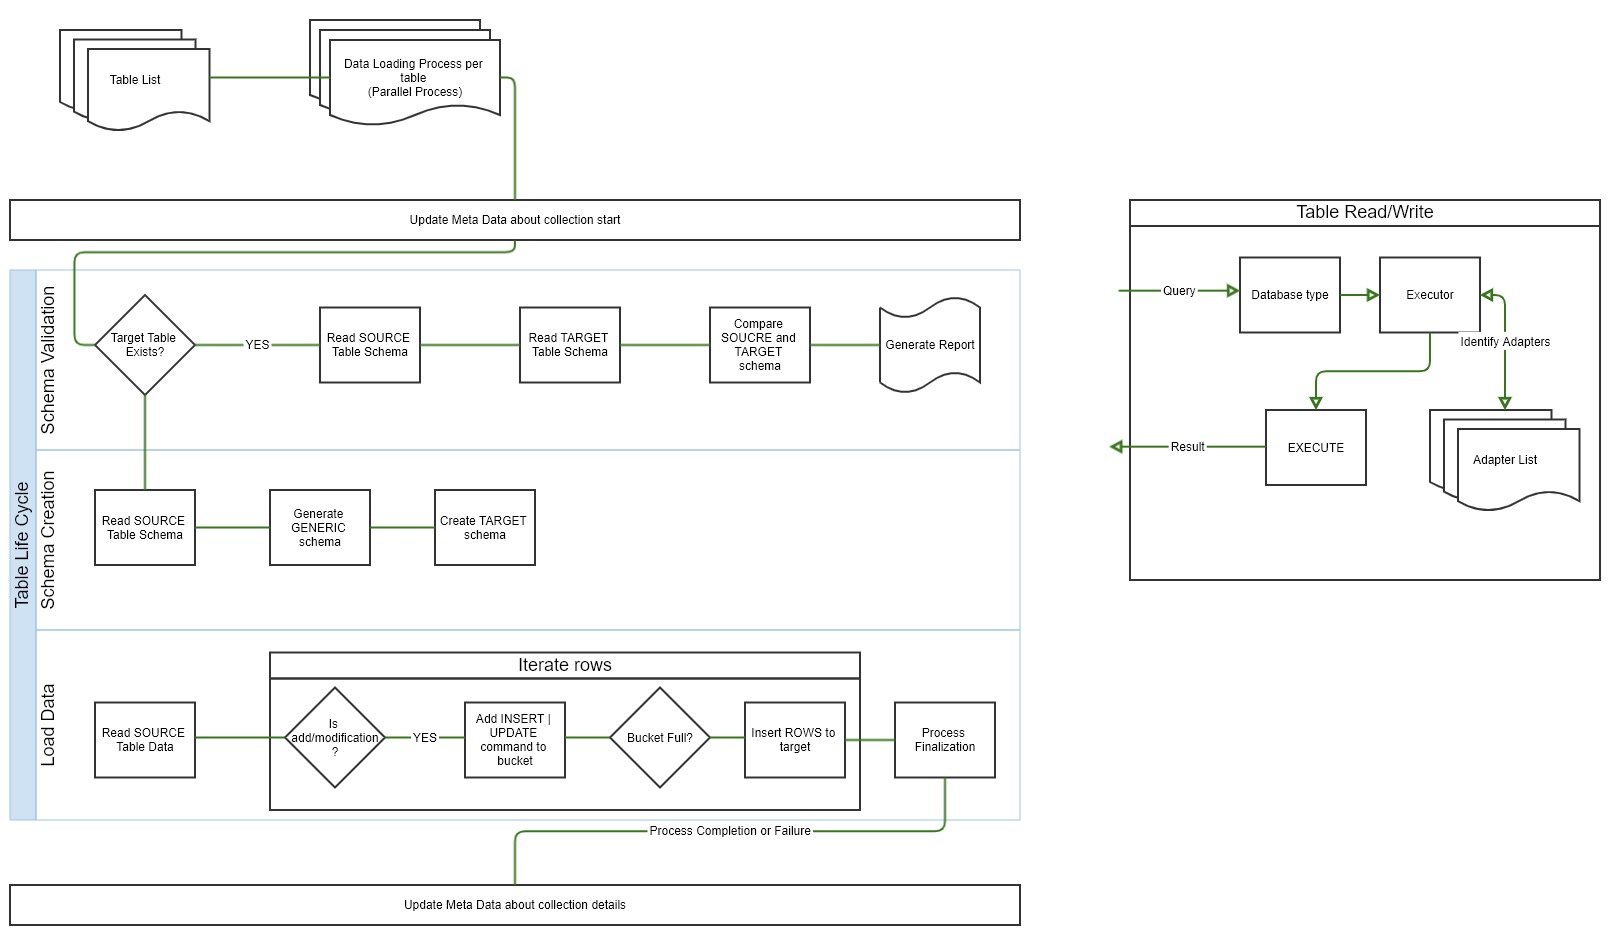 Table List
Data Loading Process per
table
(Parallel Process)
Update Meta Data about collection start
Table Life Cycle
Schema Validation
Target Table
Exists?
YES
Read SOURCE
Table Schema
Read TARGET
Table Schema
Compare
SOUCRE and
TARGET
schema
Generate Report
Schema Creation
Read SOURCE
Table Schema
Generate
GENERIC
schema
Create TARGET
schema
Load Data
Read SOURCE
Table Data
Iterate rows
Is
add/modification
?
YES
Add INSERT |
UPDATE
command to
bucket
Bucket Full?
Insert ROWS to
target
Process
Finalization
Process Completion or Failure
Update Meta Data about collection details
Table Read/Write
Query
Database type
Executor
Identify Adapters
Result
EXECUTE
Adapter List